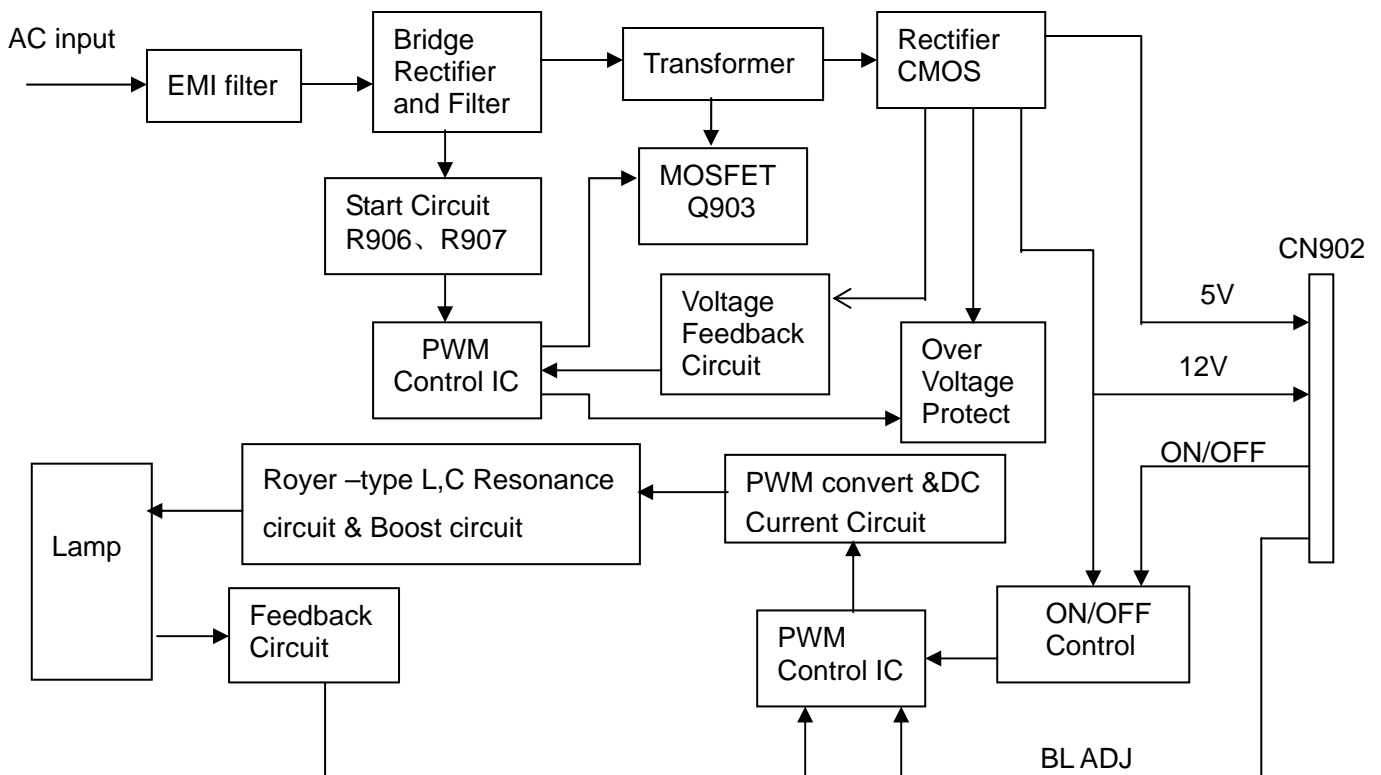 AC input
EMI filter
Bridge
Rectifier
and Filter
Transformer
Rectifier
CMOS
MOSFET
Q903
Start Circuit
R906、R907
CN902
5V
Voltage
Feedback
Circuit
PWM
Control IC
Over
Voltage
Protect
12V
ON/OFF
Royer –type L,C Resonance
circuit & Boost circuit
PWM convert &DC
Current Circuit
Lamp
Feedback
Circuit
PWM
Control IC
ON/OFF
Control
BL ADJ